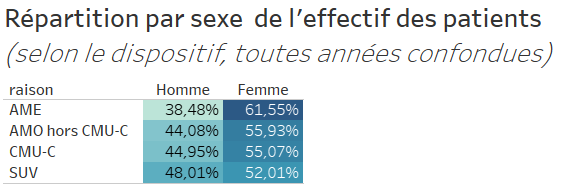 Répartition par sexe de l'effectif des patients
(selon le dispositif, toutes années confondues)
raison Homme Femme
AME 38,48% 61,55%
AMO hors CMU-C 44,08% 55,93%
CMU-C 44,95% 55,07%
SUV 48,01% 52,01%